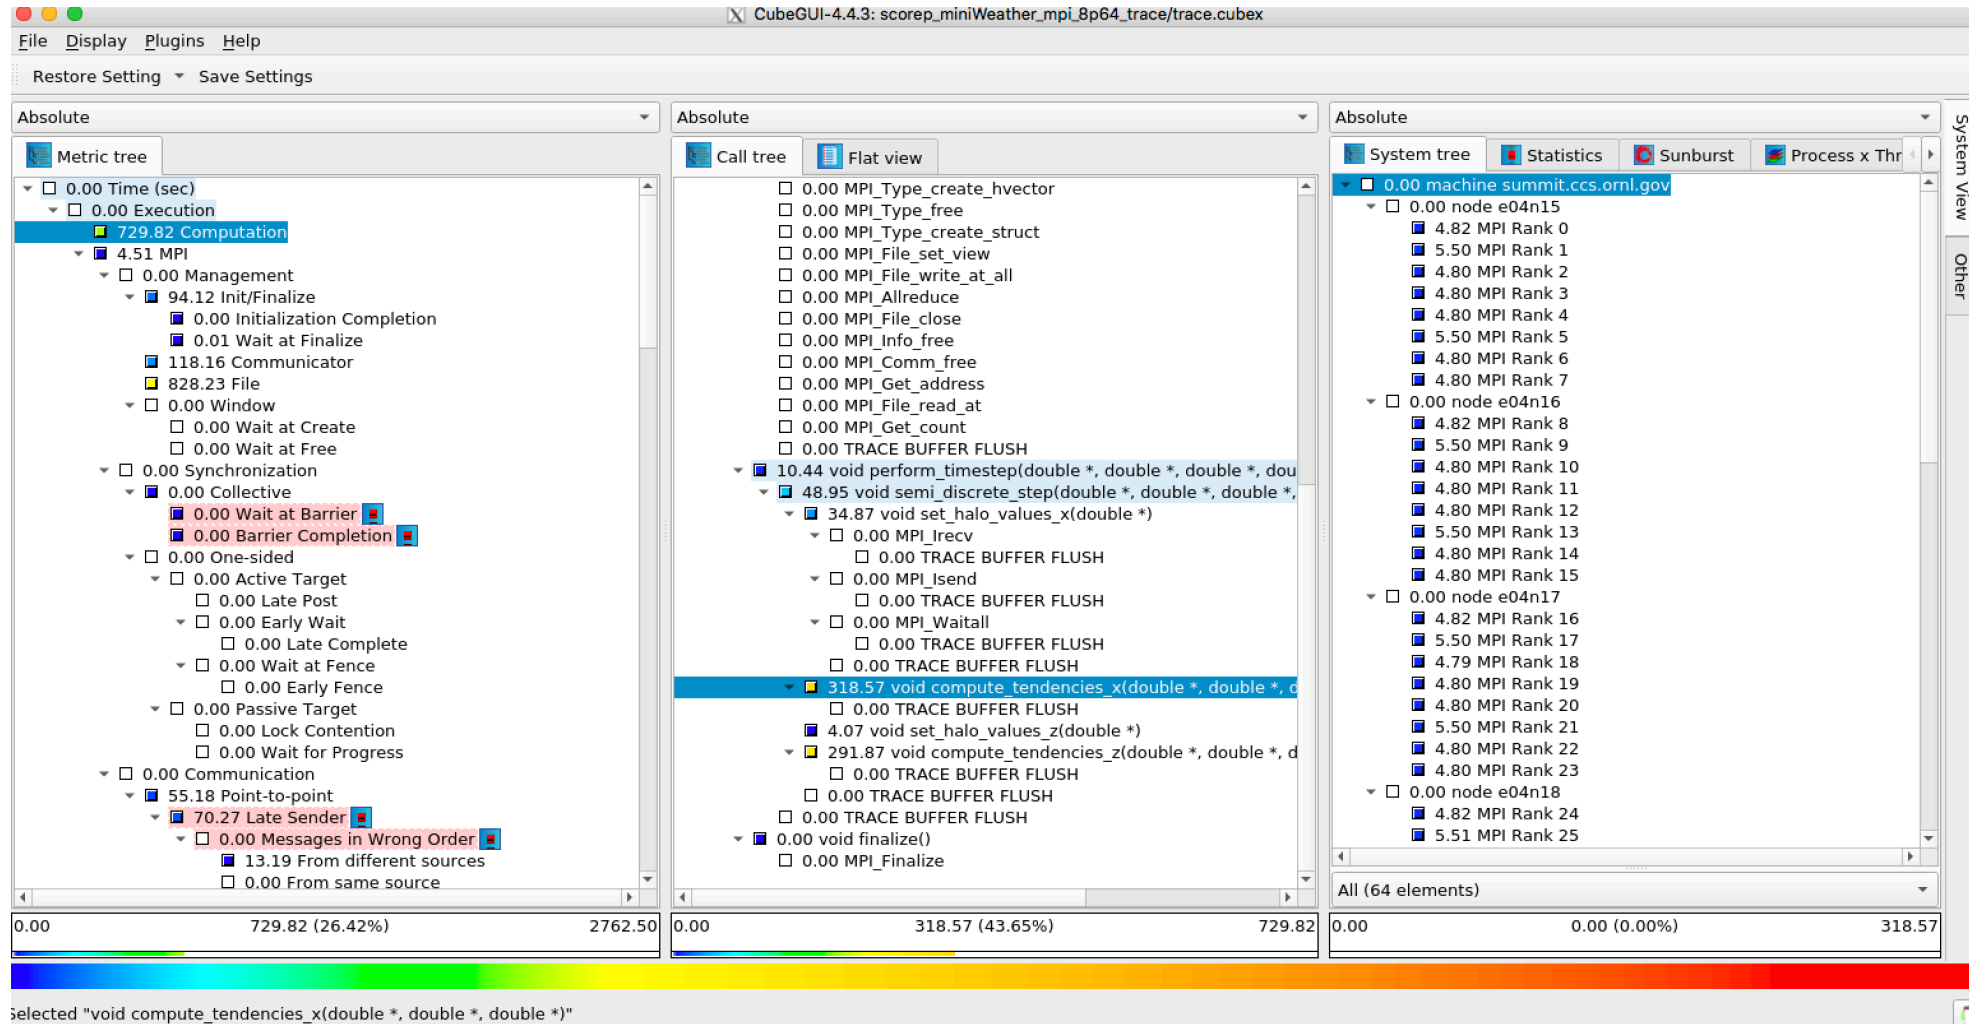 CubeGUI-4.4.3: scorep_miniWeather_mpi_8p64_trace/trace.cubex
File Display Plugins Help
Restore Setting Save Settings
Absolute
Metric tree
0.00 Time (sec)
0.00 Execution
729.82 Computation
4.51 MPI
0.00 Management
94.12 Init/Finalize
0.00 Initialization Completion
0.01 Wait at Finalize
118.16 Communicator
828.23 File
0.00 Window
0.00 Wait at Create
0.00 Wait at Free
0.00 Synchronization
0.00 Collective
0.00 Wait at Barrier
0.00 Barrier Completion
0.00 One-sided
0.00 Active Target
0.00 Late Post
0.00 Early Wait
0.00 Late Complete
0.00 Wait at Fence
0.00 Early Fence
0.00 Passive Target
0.00 Lock Contention
0.00 Wait for Progress
0.00 Communication
55.18 Point-to-point
70.27 Late Sender
0.00 Messages in Wrong Order
13.19 From different sources
0.00 From same source
0.00 729.82 (26.42%) 2762.50
Absolute
Call tree Flat view
0.00 MPI_Type_create_hvector
0.00 MPI_Type_free
0.00 MPI_Type_create_struct
0.00 MPI_File_set_view
0.00 MPI_File_write_at_all
0.00 MPI_Allreduce
0.00 MPI_File_close
0.00 MPI_Info_free
0.00 MPI_Comm_free
0.00 MPI_Get_address
0.00 MPI_File_read_at
0.00 MPI_Get_count
0.00 TRACE BUFFER FLUSH
10.44 void perform_timestep(double *, double *, double *, dou
48.95 void semi_discrete_step(double *, double *, double *,
34.87 void set_halo_values_x(double *)
0.00 MPI_Irecv
0.00 TRACE BUFFER FLUSH
0.00 MPI_Isend
0.00 TRACE BUFFER FLUSH
0.00 MPI_Waitall
0.00 TRACE BUFFER FLUSH
0.00 TRACE BUFFER FLUSH
318.57 void compute_tendencies_x(double *, double *, d
0.00 TRACE BUFFER FLUSH
4.07 void set_halo_values_z(double *)
291.87 void compute_tendencies_z(double *, double *, d
0.00 TRACE BUFFER FLUSH
0.00 TRACE BUFFER FLUSH
0.00 TRACE BUFFER FLUSH
0.00 void finalize()
0.00 MPI_Finalize
0.00 318.57 (43.65%) 729.82
Absolute
System tree Statistics Sunburst Process x Thr
0.00 machine summit.ccs.ornl.gov
0.00 node e04n15
4.82 MPI Rank 0
5.50 MPI Rank 1
4.80 MPI Rank 2
4.80 MPI Rank 3
4.80 MPI Rank 4
5.50 MPI Rank 5
4.80 MPI Rank 6
4.80 MPI Rank 7
0.00 node e04n16
4.82 MPI Rank 8
5.50 MPI Rank 9
4.80 MPI Rank 10
4.80 MPI Rank 11
4.80 MPI Rank 12
5.50 MPI Rank 13
4.80 MPI Rank 14
4.80 MPI Rank 15
0.00 node e04n17
4.82 MPI Rank 16
5.50 MPI Rank 17
4.79 MPI Rank 18
4.80 MPI Rank 19
4.80 MPI Rank 20
5.50 MPI Rank 21
4.80 MPI Rank 22
4.80 MPI Rank 23
0.00 node e04n18
4.82 MPI Rank 24
5.51 MPI Rank 25
All (64 elements)
0.00 0.00 (0.00%) 318.57
System View
Other
Selected "void compute_tendencies_x(double *, double *, double *)"